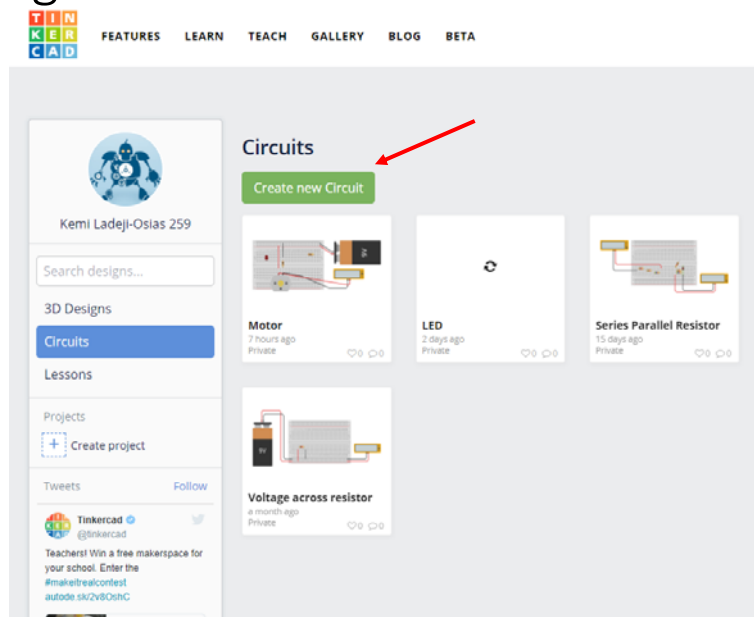 g
TIN
KER
CAD
FEATURES LEARN TEACH GALLERY BLOG BETA
Kemi Ladeji-Osias 259
Search designs...
3D Designs
Circuits
Lessons
Projects
+ Create project
Tweets Follow
Tinkercad
@tinkercad
Teachers! Win a free makerspace for
your school. Enter the
#makeitrealcontest
autode.sk/2v8OshC
Circuits
Create new Circuit
Motor
7 hours ago
Private 0 0
LED
2 days ago
Private 0 0
Series Parallel Resistor
15 days ago
Private 0 0
9V
Voltage across resistor
a month ago
Private 0 0